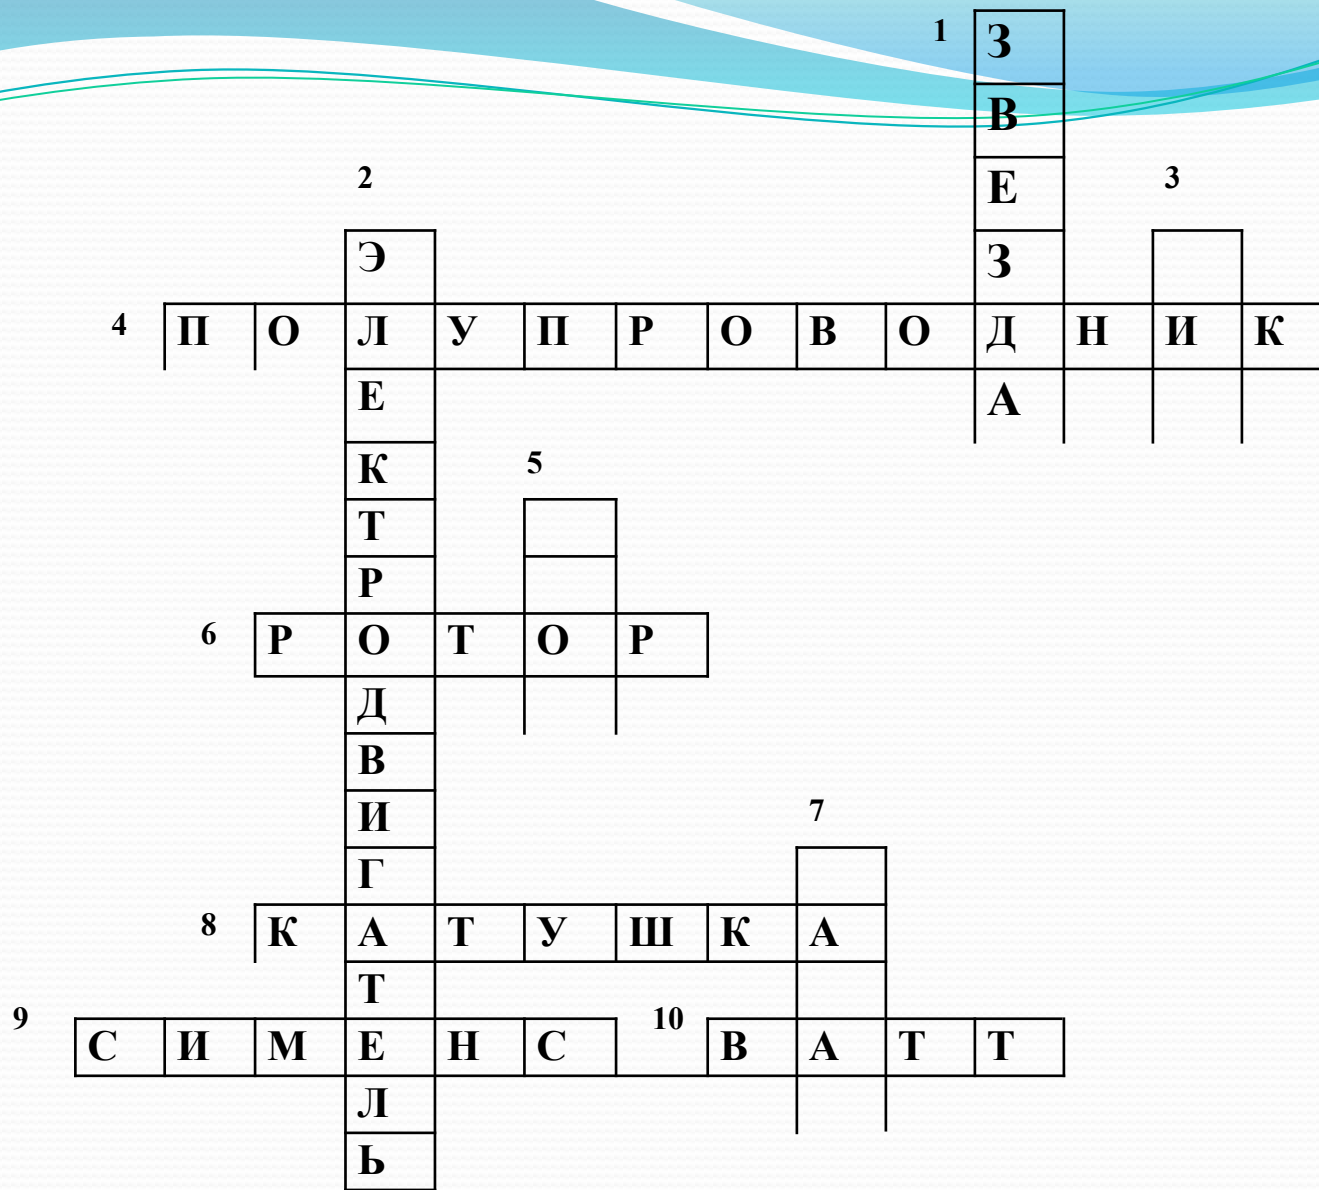 1 З
В
2 Е 3
Э З
4 П О Л У П Р О В О Д Н И К
Е А
К 5
Т
Р
6 Р О Т О Р
Д
В
И 7
Г
8 К А Т У Ш К А
Т
9 С И М Е Н С 10 В А Т Т
Л
Ь